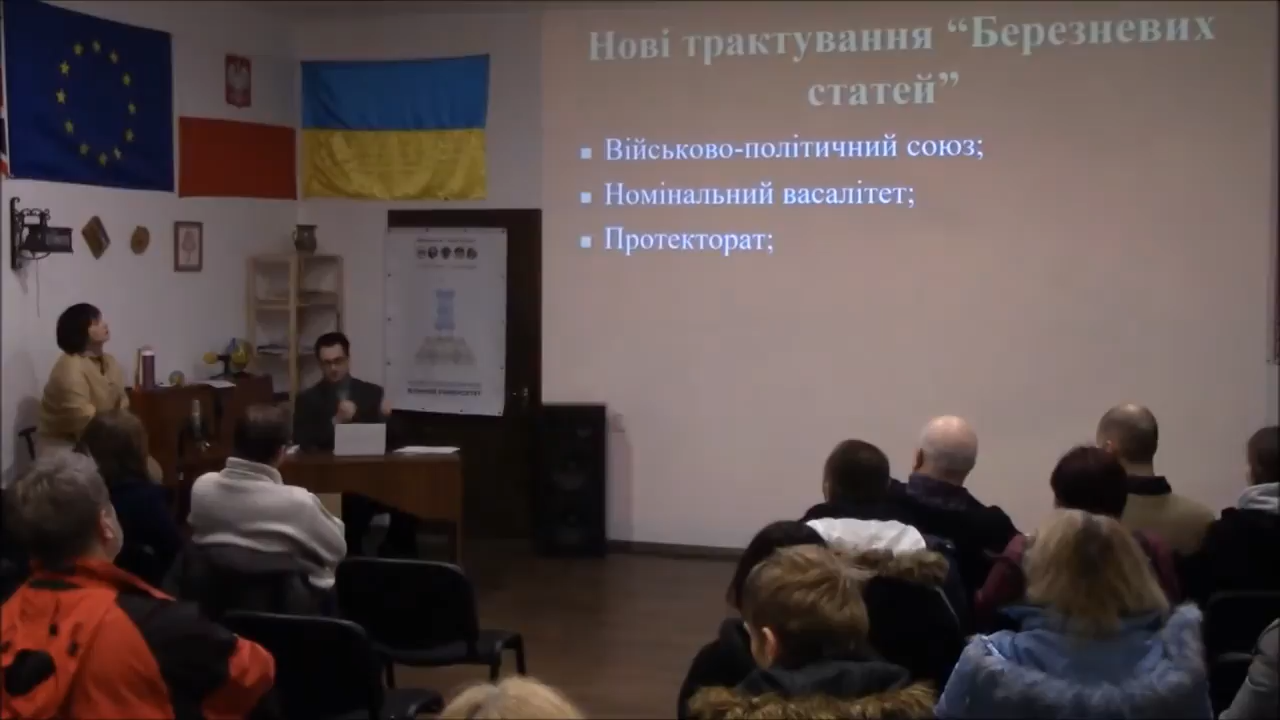 Нові трактування “Березневих
статей”
Військово-політичний союз;
Номінальний васалітет;
Протекторат;